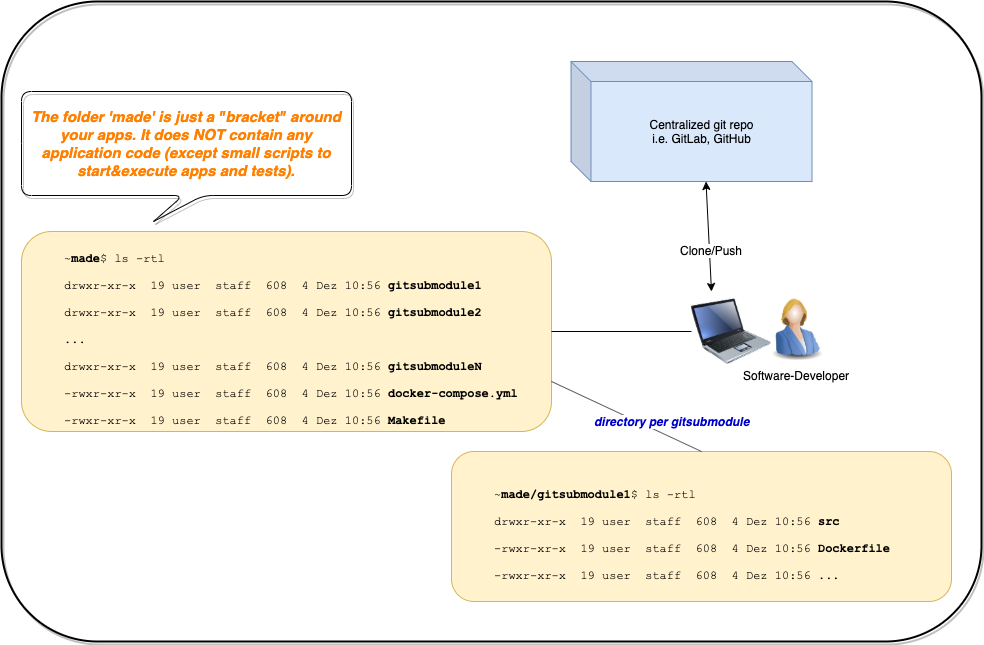 The folder 'made' is just a "bracket" around
your apps. It does NOT contain any
application code (except small scripts to
start&execute apps and tests).
Centralized git repo
i.e. GitLab, GitHub
Clone/Push
Software-Developer
~made$ ls -rtl
drwxr-xr-x  19 user  staff  608  4 Dez 10:56 gitsubmodule1
drwxr-xr-x  19 user  staff  608  4 Dez 10:56 gitsubmodule2
...
drwxr-xr-x  19 user  staff  608  4 Dez 10:56 gitsubmoduleN
-rwxr-xr-x  19 user  staff  608  4 Dez 10:56 docker-compose.yml
-rwxr-xr-x  19 user  staff  608  4 Dez 10:56 Makefile
directory per gitsubmodule
~made/gitsubmodule1$ ls -rtl
drwxr-xr-x  19 user  staff  608  4 Dez 10:56 src
-rwxr-xr-x  19 user  staff  608  4 Dez 10:56 Dockerfile
-rwxr-xr-x  19 user  staff  608  4 Dez 10:56 ...